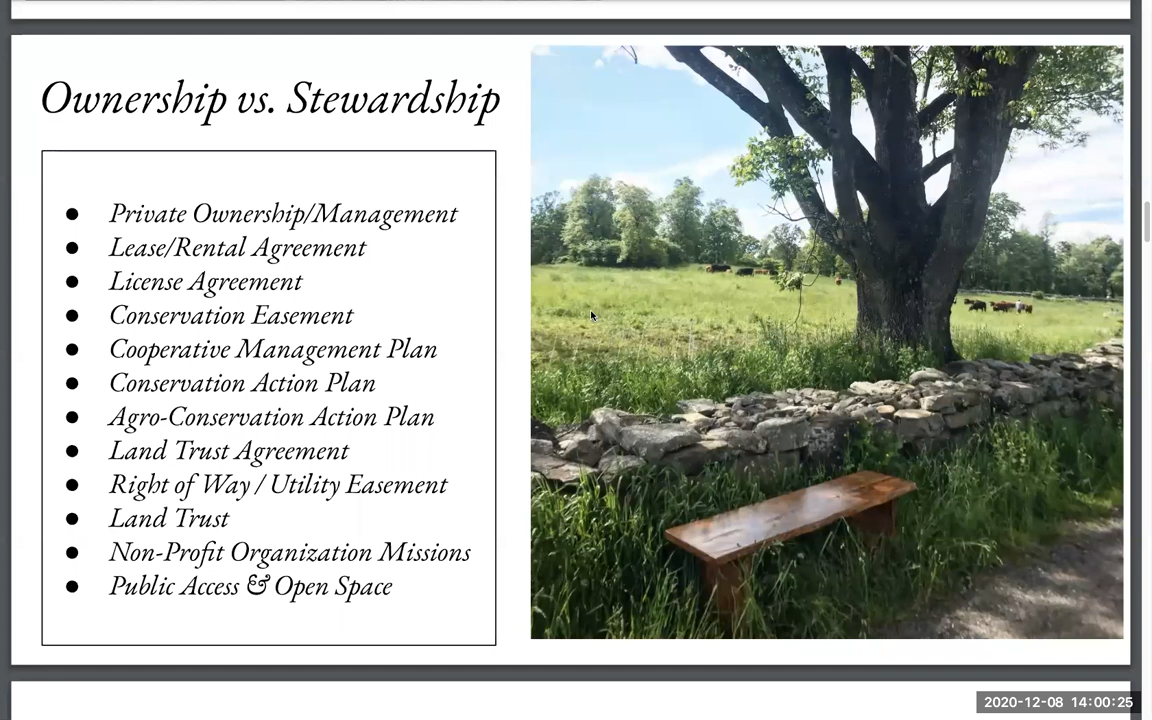 Ownership vs. Stewardship
● Private Ownership/Management
● Lease/Rental Agreement
● License Agreement
● Conservation Easement
● Cooperative Management Plan
● Conservation Action Plan
● Agro-Conservation Action Plan
● Land Trust Agreement
● Right of Way / Utility Easement
● Land Trust
● Non-Profit Organization Missions
● Public Access & Open Space
2020-12-08 14:00:25